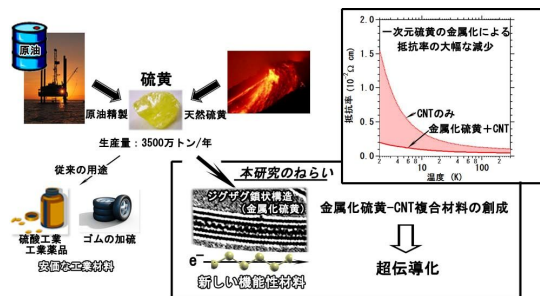 原油
硫黄
原油精製
天然硫黄
生産量：3500万トン/年
従来の用途
硫酸工業
工業薬品
ゴムの加硫
安価な工業材料
一次元硫黄の金属化による
抵抗率の大幅な減少
抵抗率 (10⁻²Ω cm)
2.0
1.5
1.0
0.5
0.0
CNTのみ
金属化硫黄＋CNT
2
4
6
8
10
2
4
6
8
100
2
温度 (K)
本研究のねらい
ジグザグ鎖状構造
(金属化硫黄)
e⁻
新しい機能性材料
金属化硫黄-CNT複合材料の創成
超伝導化